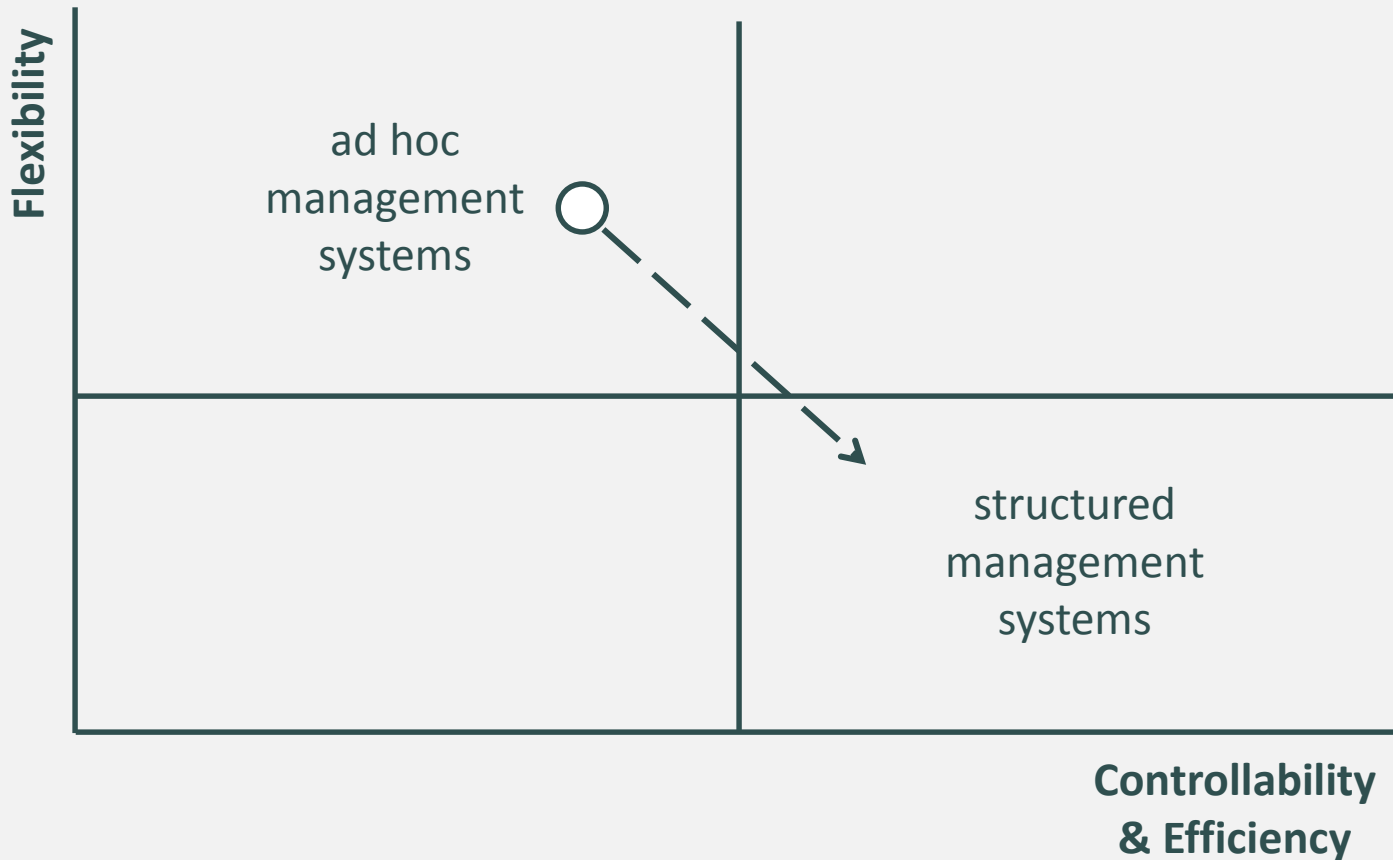 Flexibility
ad hoc
management
systems
structured
management
systems
Controllability
& Efficiency